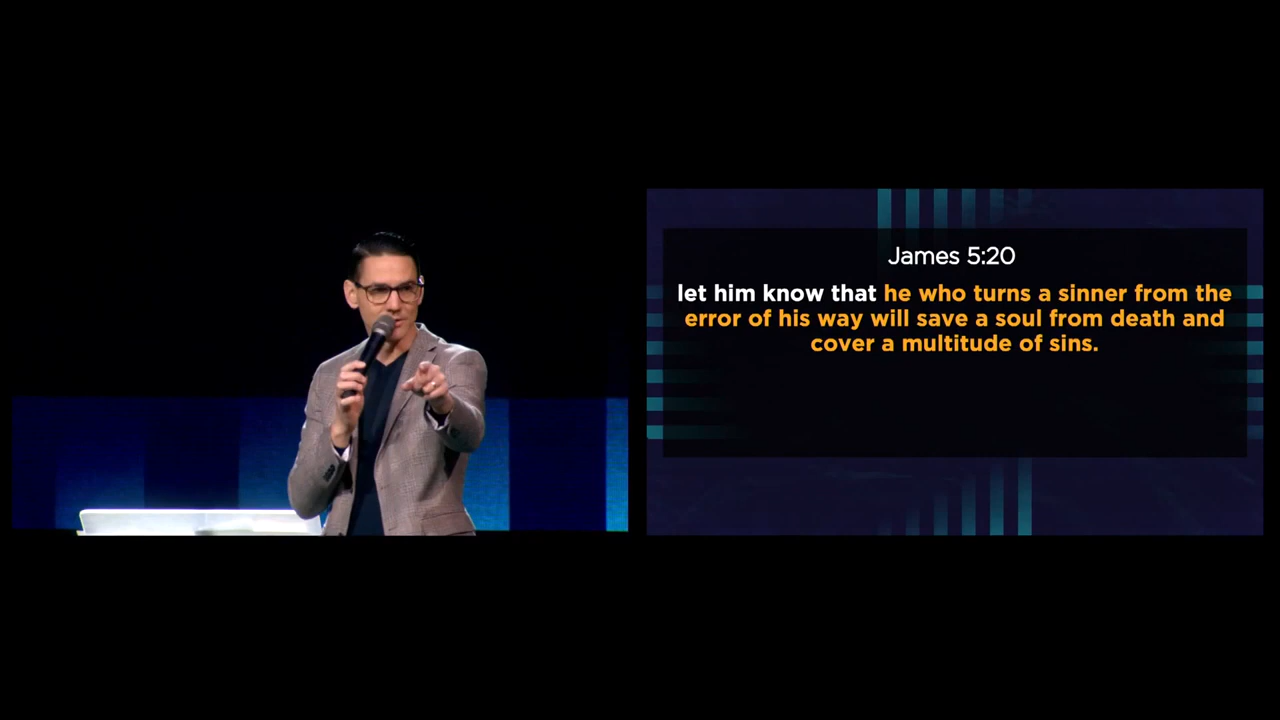 James 5:20
let him know that he who turns a sinner from the
error of his way will save a soul from death and
cover a multitude of sins.